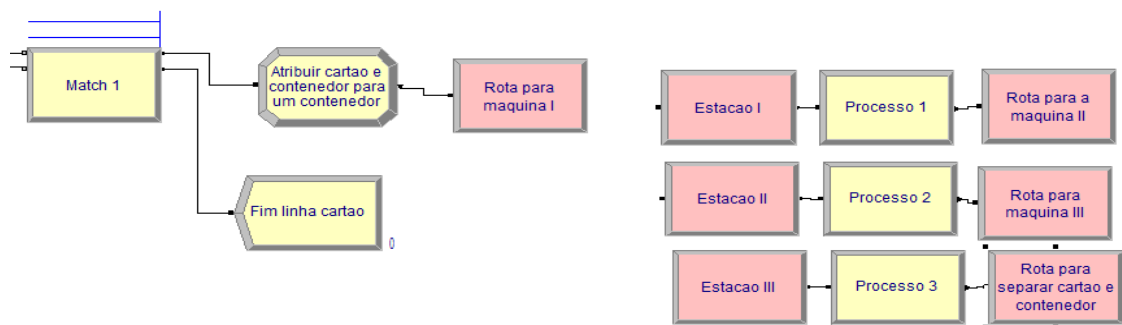 Match 1
Atribuir cartao e
contenedor para
um contenedor
Rota para
maquina I
Fim linha cartao
0
Estacao I
Processo 1
Rota para a
maquina II
Estacao II
Processo 2
Rota para
maquina III
Estacao III
Processo 3
Rota para
separar cartao e
contenedor